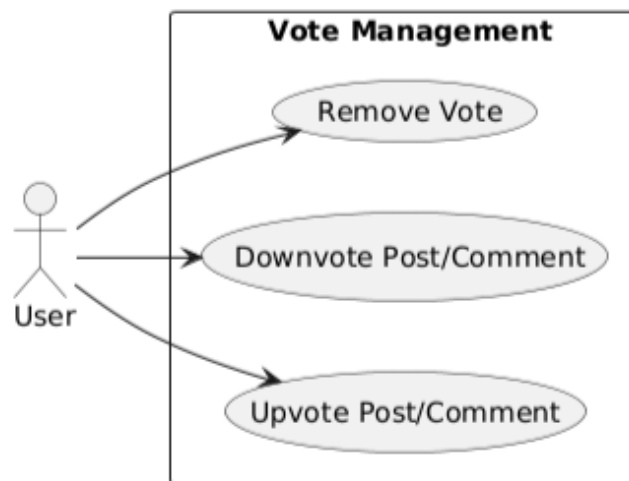 Vote Management
Remove Vote
Downvote Post/Comment
User
Upvote Post/Comment